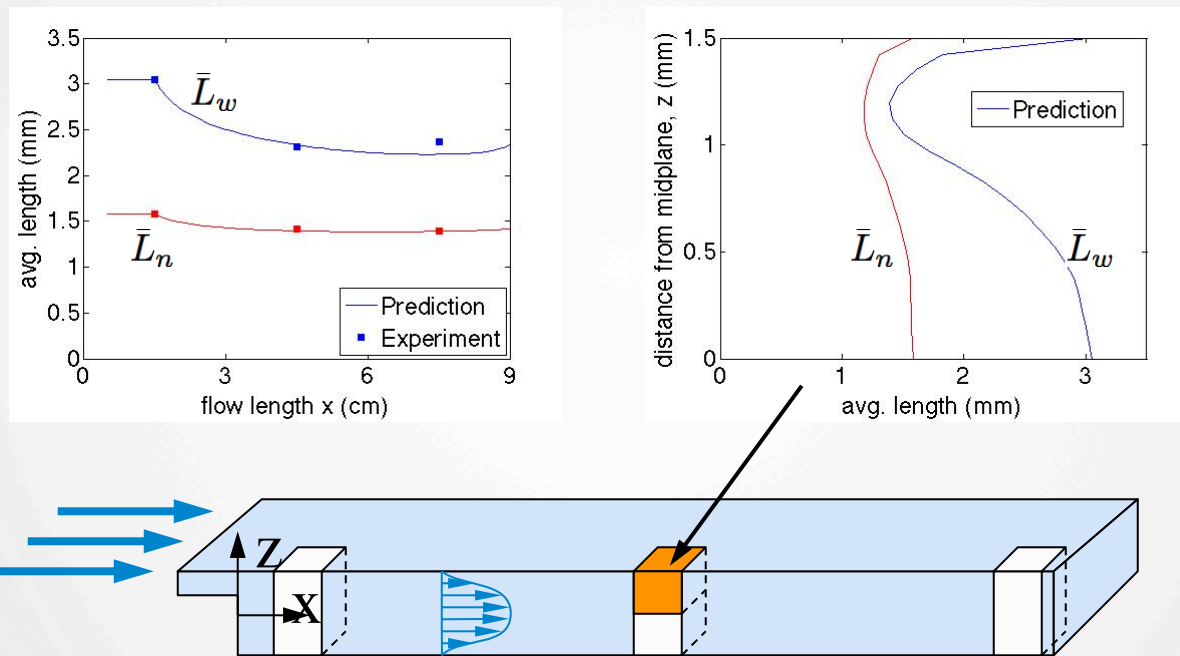 3.5
3
2.5
2
1.5
1
0.5
0
0
3
6
9
avg. length (mm)
flow length x (cm)
L̄w
L̄n
Prediction
Experiment
1.5
1
0.5
0
0
1
2
3
distance from midplane, z (mm)
avg. length (mm)
Prediction
L̄n
L̄w
Z
X